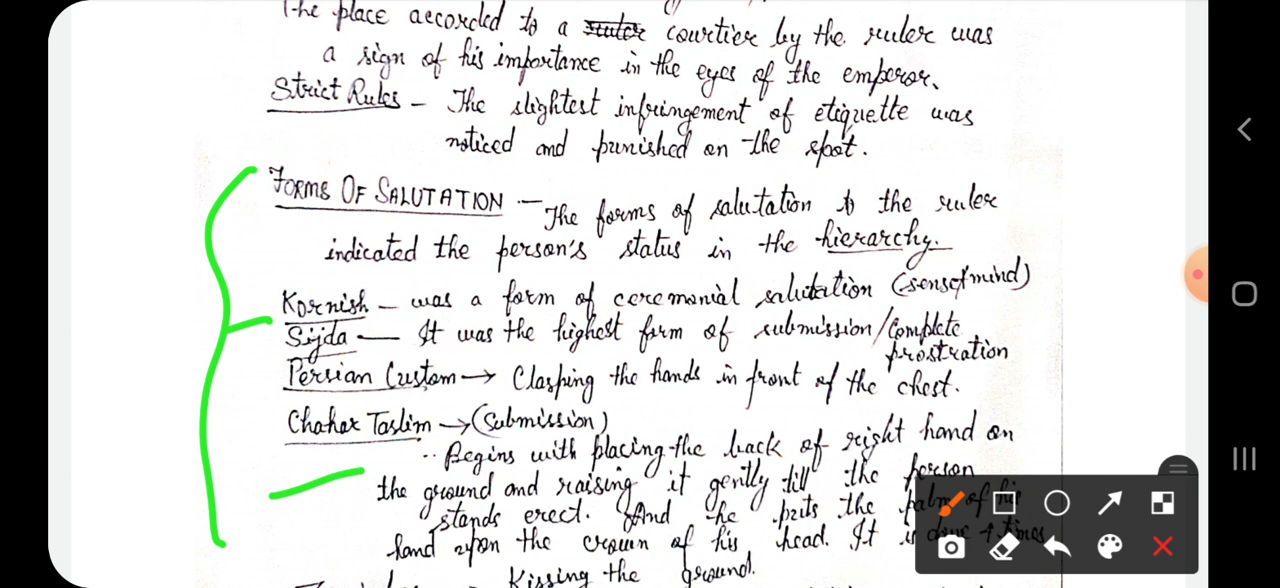 The place accorded to a courtier by the ruler was
a sign of his importance in the eyes of the emperor.
Strict Rules – The slightest infringement of etiquette was
noticed and punished on the spot.
FORMS OF SALUTATION – The forms of salutation to the ruler
indicated the person's status in the hierarchy.
Kornish – was a form of ceremonial salutation (sense+mind)
Sijda — It was the highest form of submission/Complete
prostration
Persian Custom → Clasping the hands in front of the chest.
Chahar Taslim → (Submission)
Begins with placing the back of right hand on
the ground and raising it gently till the person
stands erect. And he puts the palm of his
hand upon the crown of his head. It is done 4 times
Kissing the ground.